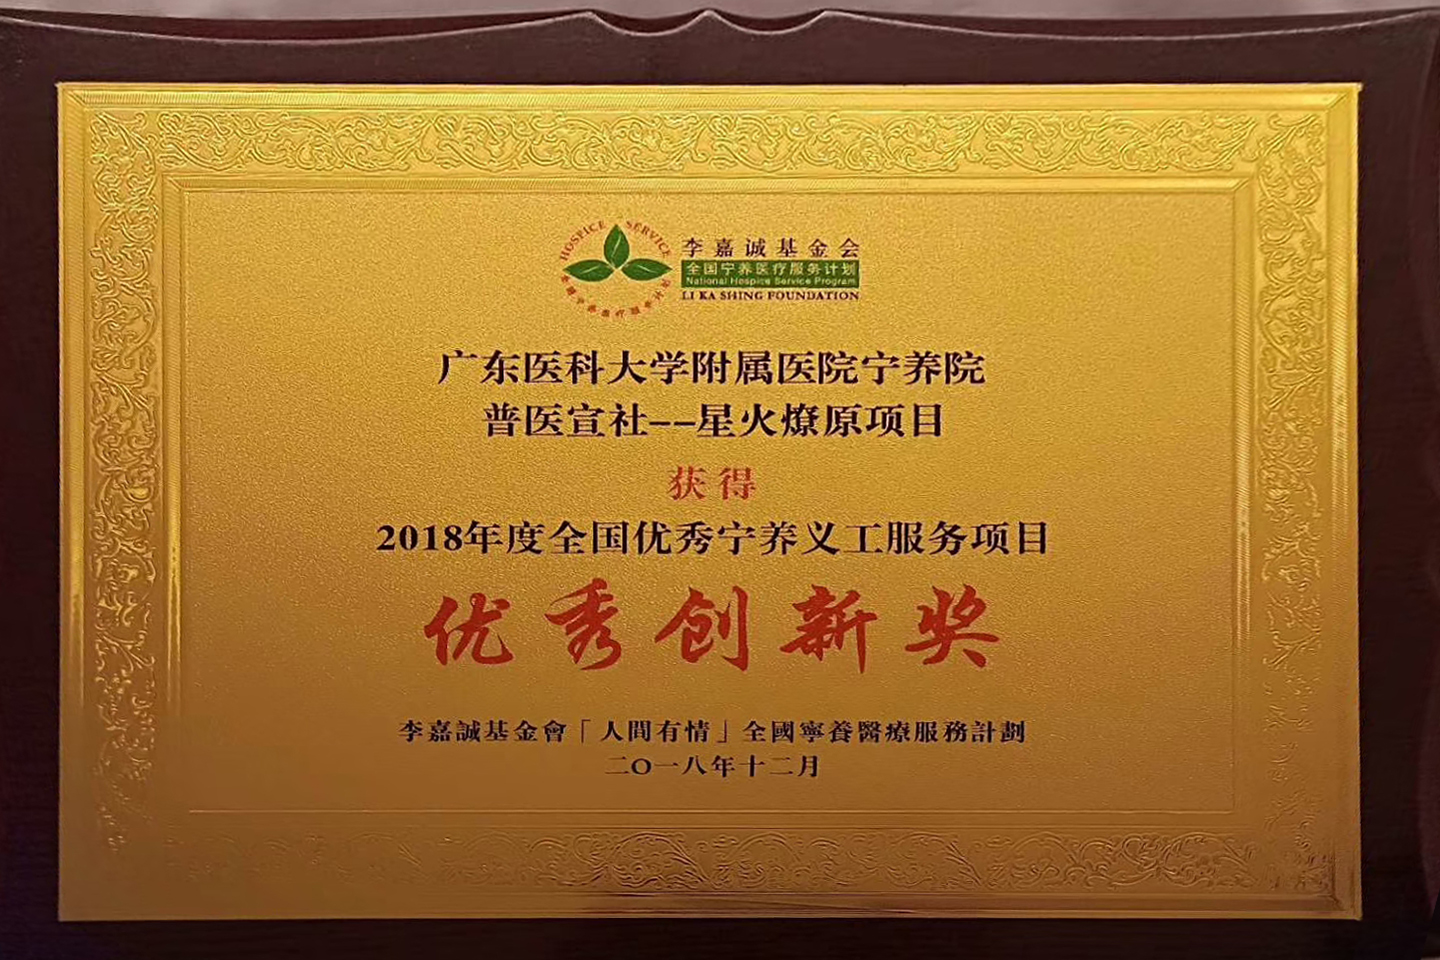 HOSPICE SERVICE
李嘉诚基金会
全国宁养医疗服务计划
National Hospice Service Program
LI KA SHING FOUNDATION
广东医科大学附属医院宁养院
普医宣社--星火燎原项目
获得
2018年度全国优秀宁养义工服务项目
优秀创新奖
李嘉誠基金會「人間有情」全國寧養醫療服務計劃
二O一八年十二月